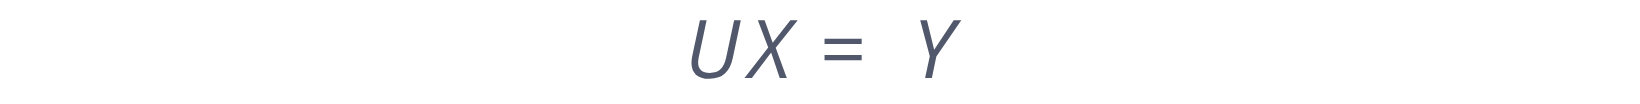 UX = Y